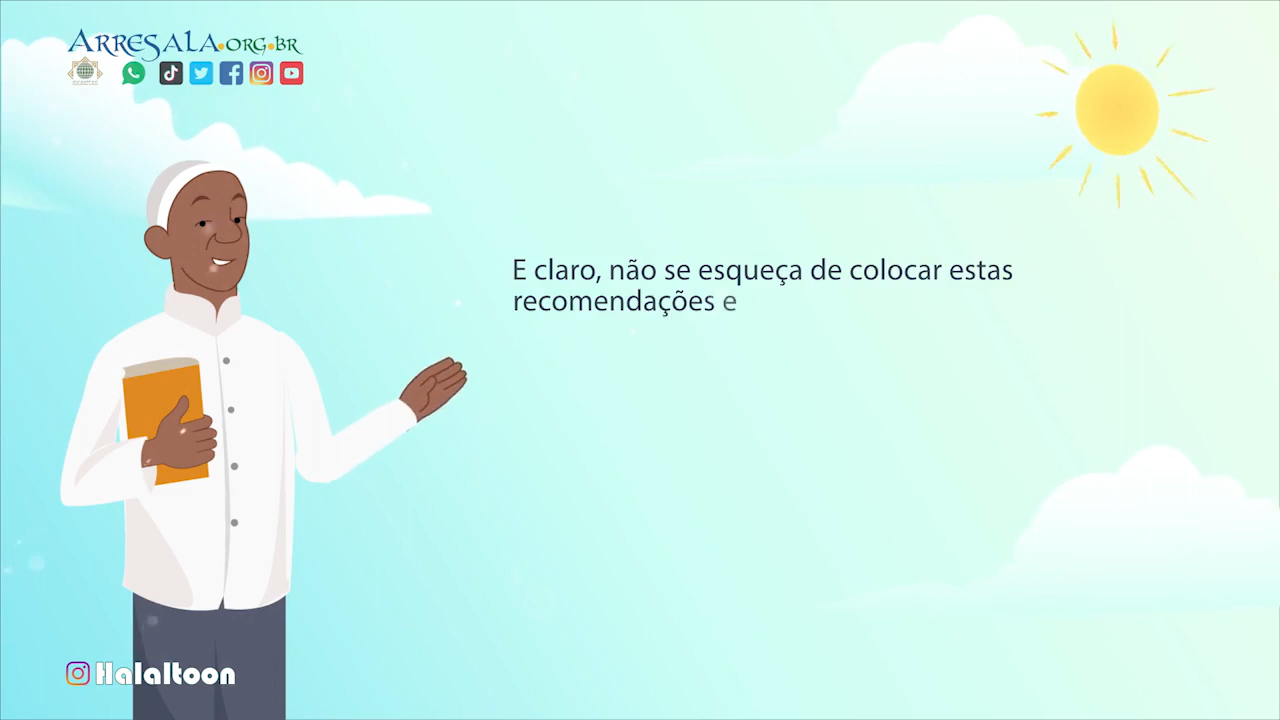 ARRESALA.ORG.BR
E claro, não se esqueça de colocar estas
recomendações e
Halaltoon